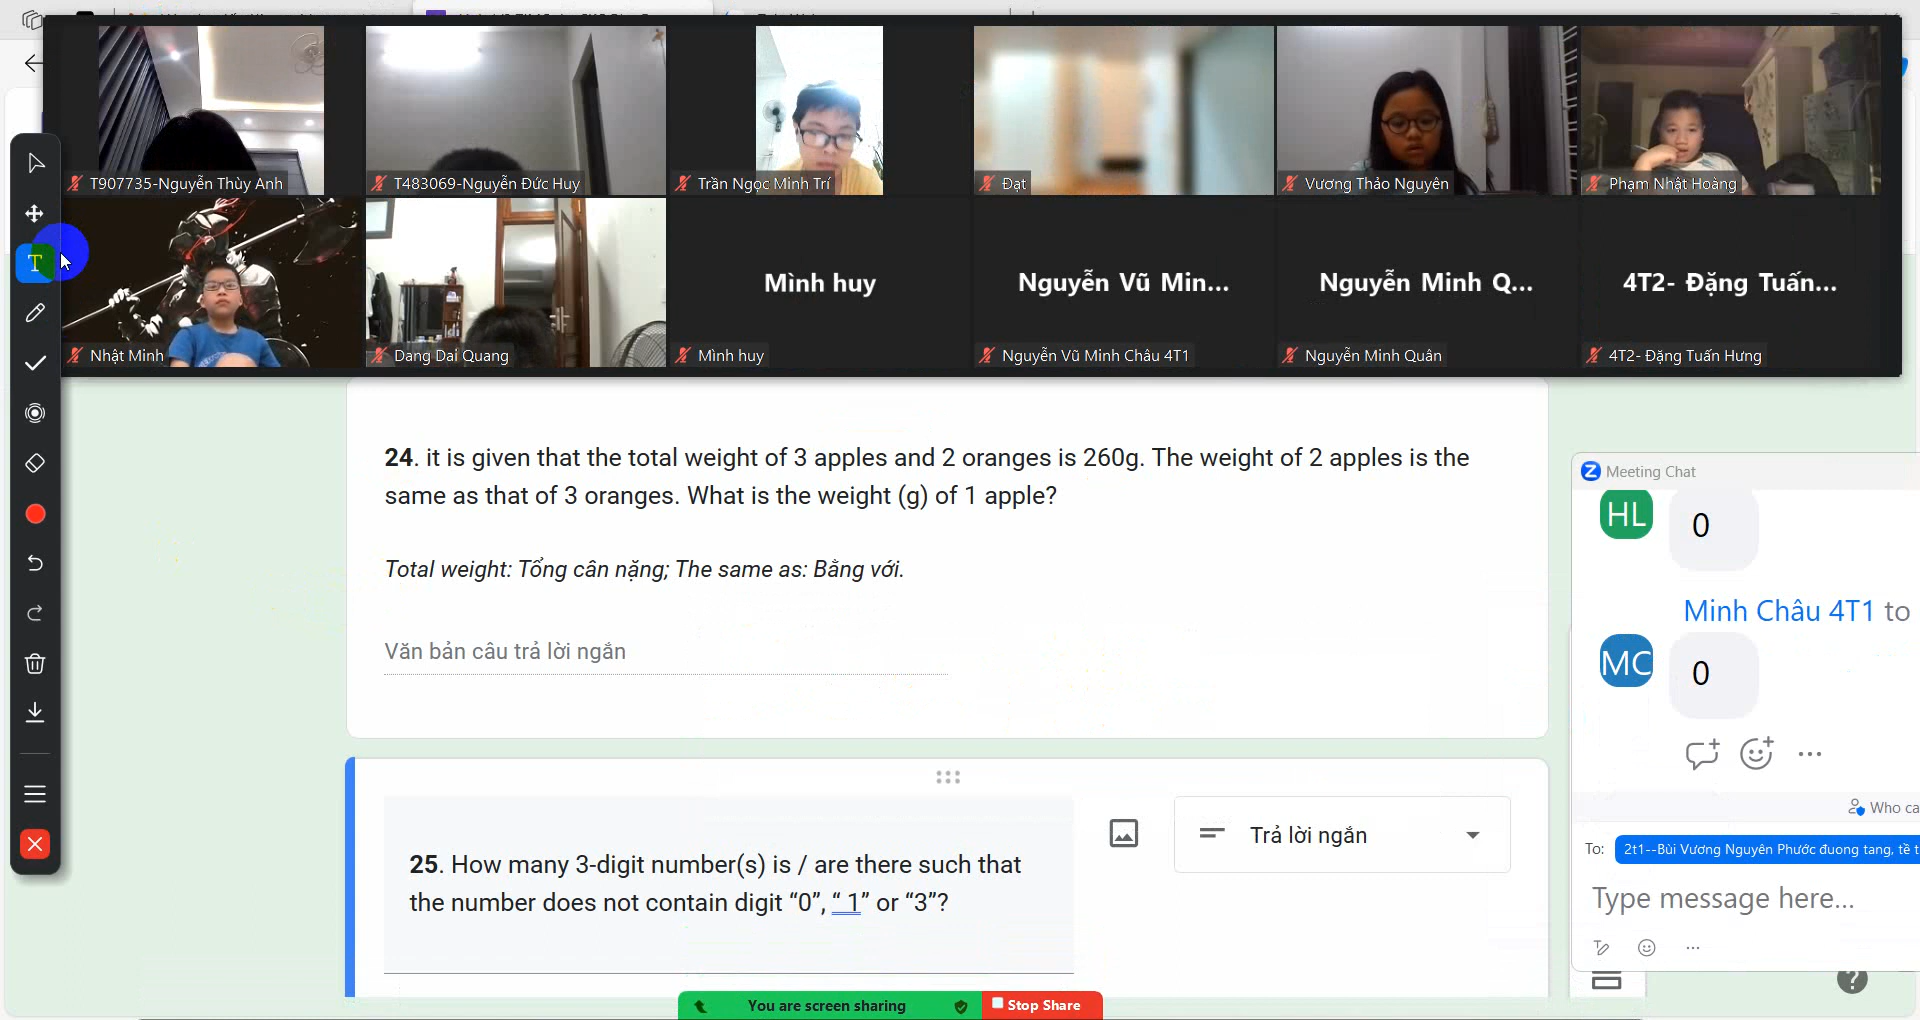 T907735-Nguyễn Thùy Anh
T483069-Nguyễn Đức Huy
Trần Ngọc Minh Trí
Đạt
Vương Thảo Nguyên
Phạm Nhật Hoàng
Mình huy
Nguyễn Vũ Min...
Nguyễn Minh Q...
4T2- Đặng Tuấn...
Nhật Minh
Dang Dai Quang
Mình huy
Nguyễn Vũ Minh Châu 4T1
Nguyễn Minh Quân
4T2- Đặng Tuấn Hưng
T
24. it is given that the total weight of 3 apples and 2 oranges is 260g. The weight of 2 apples is the
same as that of 3 oranges. What is the weight (g) of 1 apple?
Total weight: Tổng cân nặng; The same as: Bằng với.
Văn bản câu trả lời ngắn
25. How many 3-digit number(s) is / are there such that
the number does not contain digit “0”, “ 1” or “3”?
Trả lời ngắn
Meeting Chat
HL
0
Minh Châu 4T1 to
MC
0
Who ca
To: 2t1--Bùi Vương Nguyên Phước đuong tang, tề t
Type message here...
You are screen sharing
Stop Share